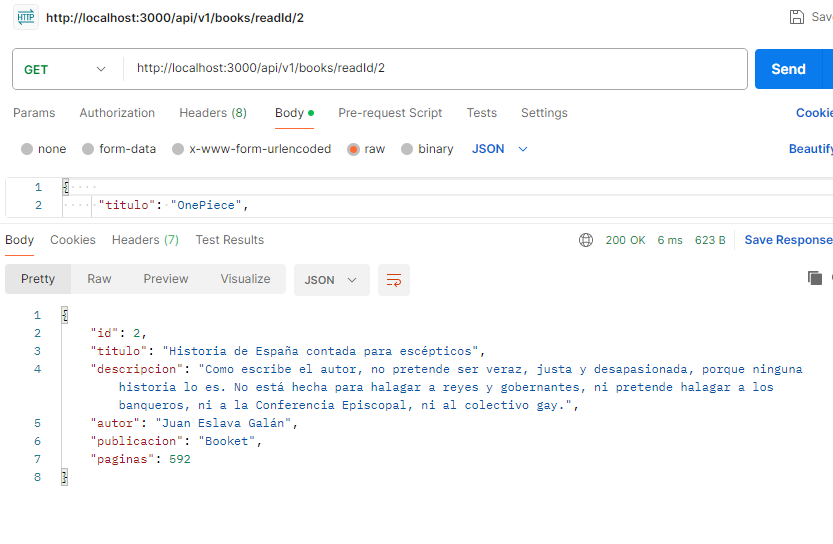 HTTP http://localhost:3000/api/v1/books/readId/2 Save
GET http://localhost:3000/api/v1/books/readId/2 Send
Params Authorization Headers (8) Body Pre-request Script Tests Settings Cookie
none form-data x-www-form-urlencoded raw binary JSON Beautify
1 {
2 "titulo": "OnePiece",
Body Cookies Headers (7) Test Results 200 OK 6 ms 623 B Save Response
Pretty Raw Preview Visualize JSON
1 {
2 "id": 2,
3 "titulo": "Historia de España contada para escépticos",
4 "descripcion": "Como escribe el autor, no pretende ser veraz, justa y desapasionada, porque ninguna
historia lo es. No está hecha para halagar a reyes y gobernantes, ni pretende halagar a los
banqueros, ni a la Conferencia Episcopal, ni al colectivo gay.",
5 "autor": "Juan Eslava Galán",
6 "publicacion": "Booket",
7 "paginas": 592
8 }